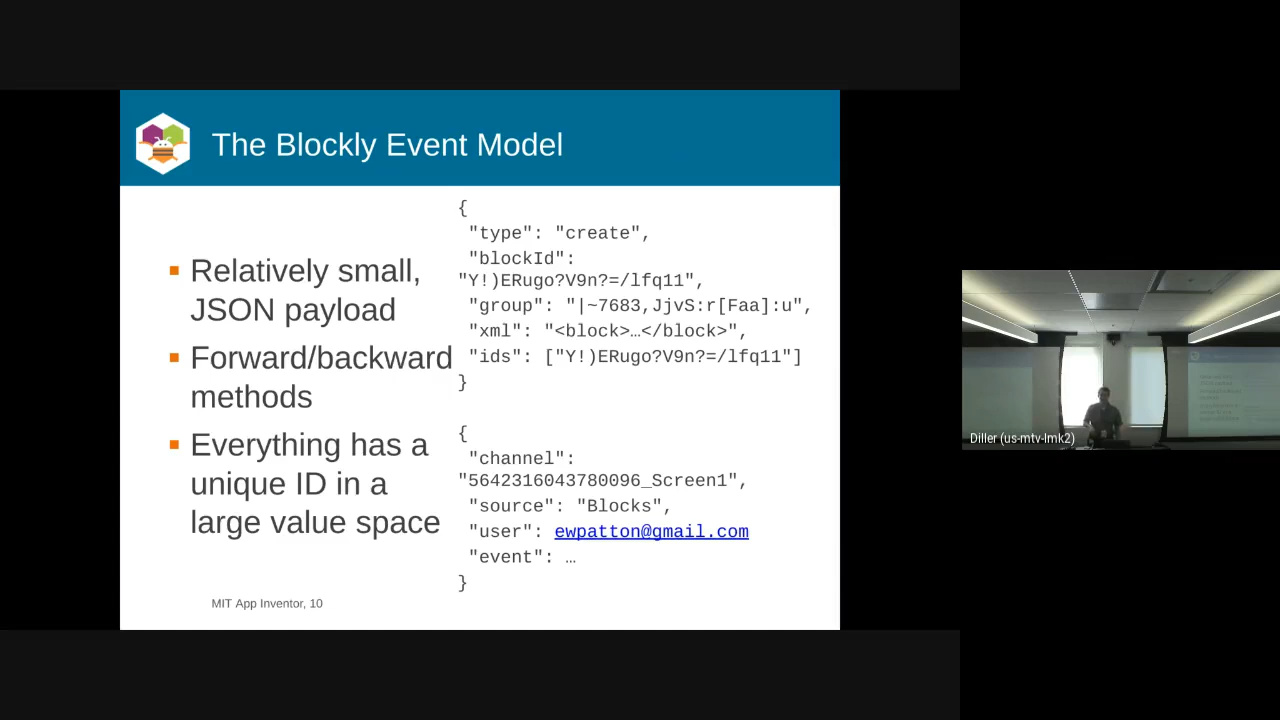 The Blockly Event Model
Relatively small,
JSON payload
Forward/backward
methods
Everything has a
unique ID in a
large value space
{
"type": "create",
"blockId":
"Y!)ERugo?V9n?=/lfq11",
"group": "|~7683,JjvS:r[Faa]:u",
"xml": "<block>…</block>",
"ids": ["Y!)ERugo?V9n?=/lfq11"]
}
{
"channel":
"5642316043780096_Screen1",
"source": "Blocks",
"user": ewpatton@gmail.com
"event": …
}
MIT App Inventor, 10
Diller (us-mtv-lmk2)